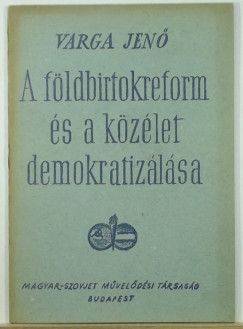 VARGA JENŐ
A földbirtokreform
és a közélet
demokratizálása
MAGYAR-SZOVJET MŰVELŐDÉSI TÁRSASÁG
BUDAPEST